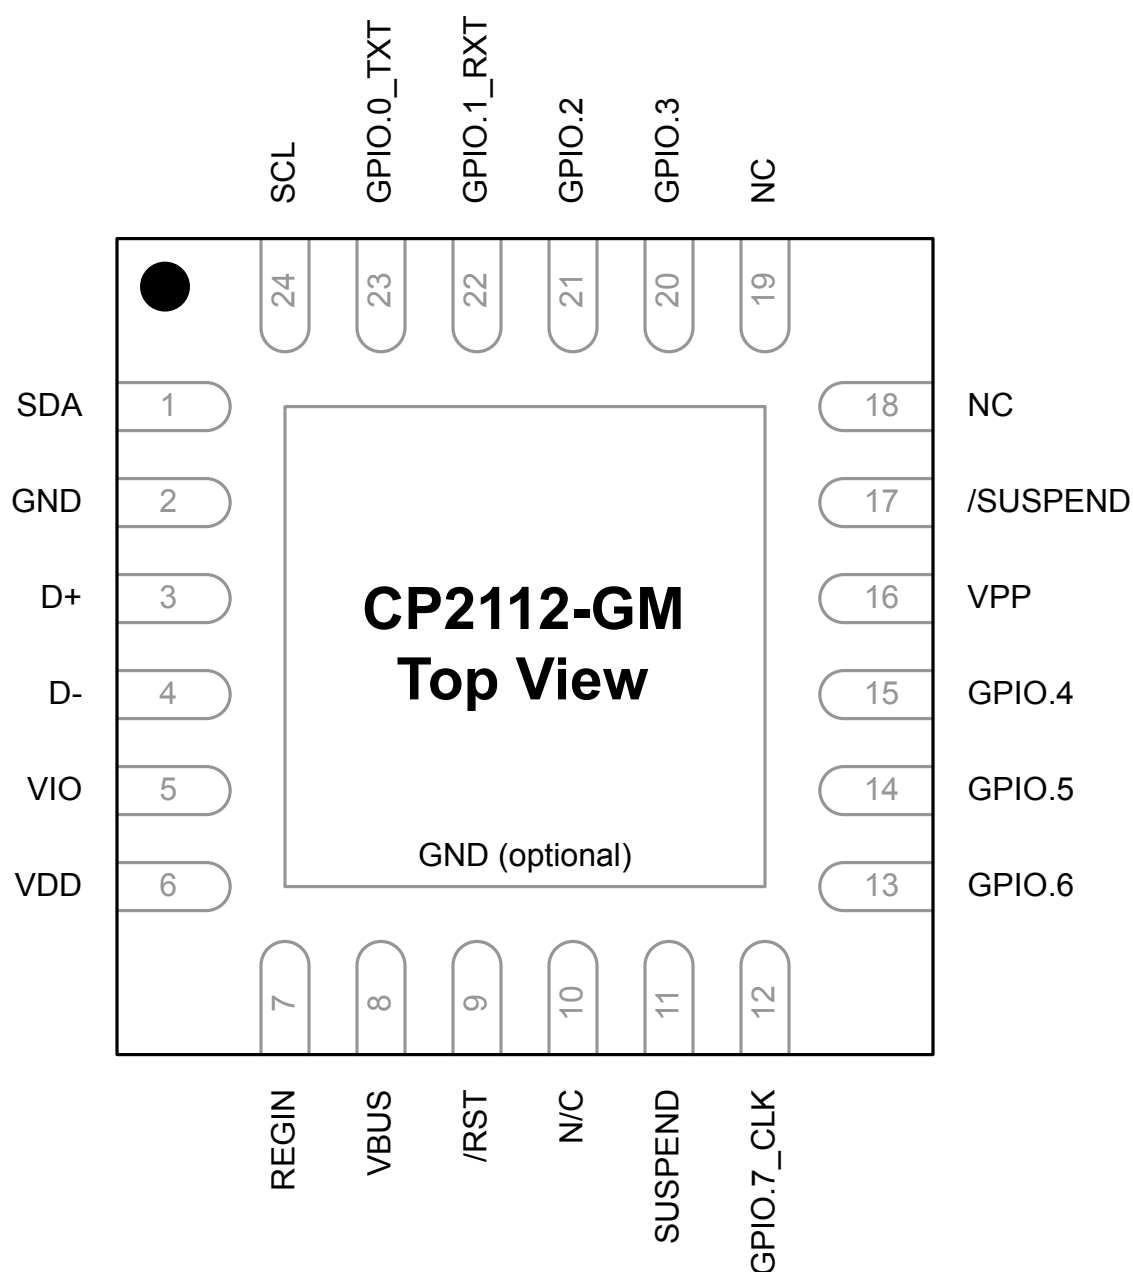 SCL
GPIO.0_TXT
GPIO.1_RXT
GPIO.2
GPIO.3
NC
24
23
22
21
20
19
SDA 1
18 NC
GND 2
17 /SUSPEND
D+ 3
16 VPP
D- 4
15 GPIO.4
VIO 5
14 GPIO.5
VDD 6
13 GPIO.6
CP2112-GM
Top View
GND (optional)
7
8
9
10
11
12
REGIN
VBUS
/RST
N/C
SUSPEND
GPIO.7_CLK